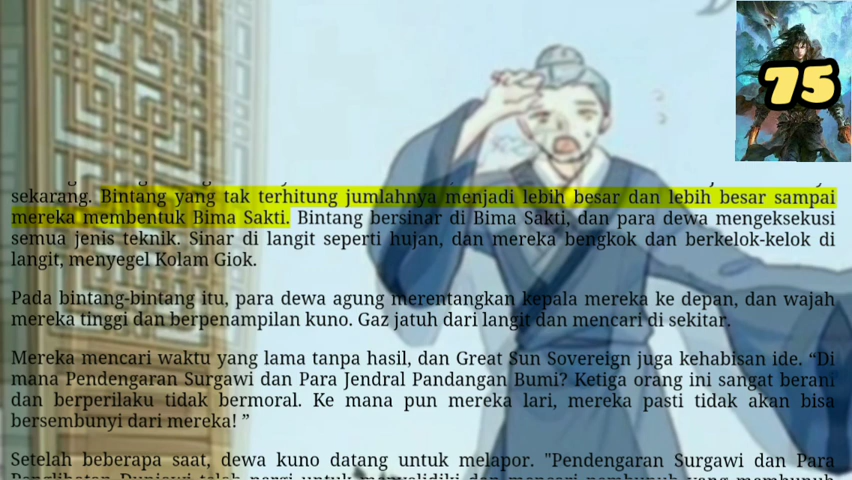 75
sekarang. Bintang yang tak terhitung jumlahnya menjadi lebih besar dan lebih besar sampai
mereka membentuk Bima Sakti. Bintang bersinar di Bima Sakti, dan para dewa mengeksekusi
semua jenis teknik. Sinar di langit seperti hujan, dan mereka bengkok dan berkelok-kelok di
langit, menyegel Kolam Giok.
Pada bintang-bintang itu, para dewa agung merentangkan kepala mereka ke depan, dan wajah
mereka tinggi dan berpenampilan kuno. Gaz jatuh dari langit dan mencari di sekitar.
Mereka mencari waktu yang lama tanpa hasil, dan Great Sun Sovereign juga kehabisan ide. “Di
mana Pendengaran Surgawi dan Para Jendral Pandangan Bumi? Ketiga orang ini sangat berani
dan berperilaku tidak bermoral. Ke mana pun mereka lari, mereka pasti tidak akan bisa
bersembunyi dari mereka! ”
Setelah beberapa saat, dewa kuno datang untuk melapor. "Pendengaran Surgawi dan Para